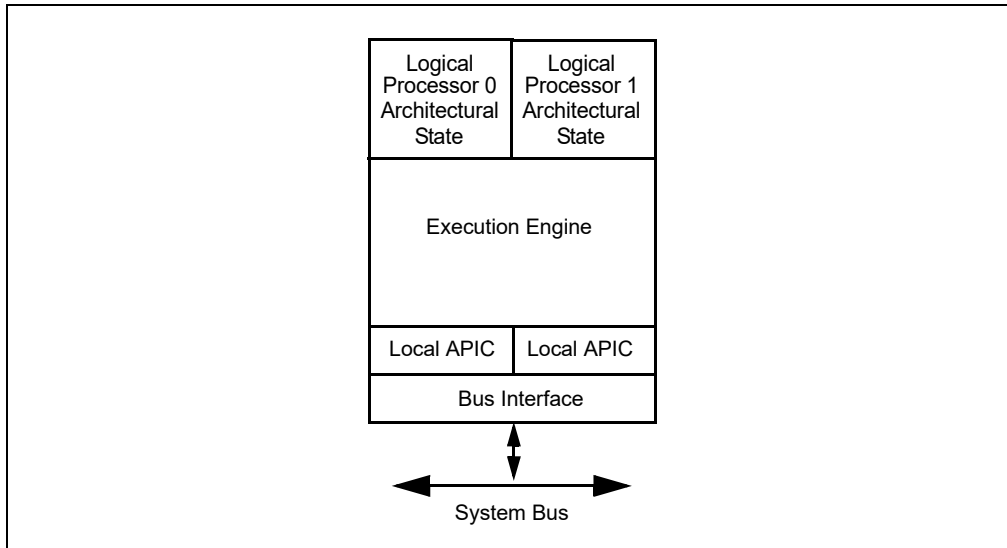 Logical
Processor 0
Architectural
State
Logical
Processor 1
Architectural
State
Execution Engine
Local APIC
Local APIC
Bus Interface
System Bus